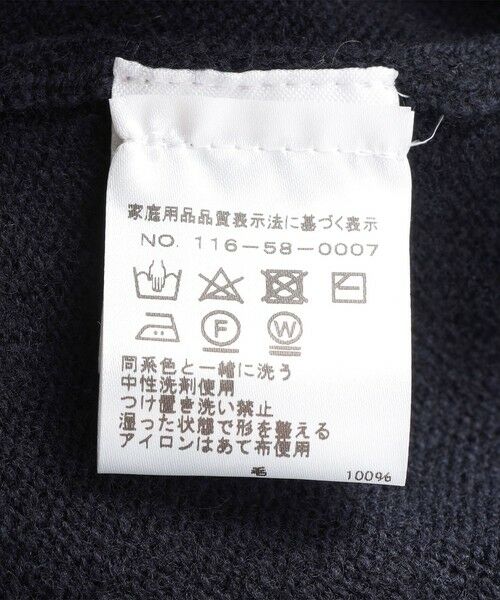 家庭用品品質表示法に基づく表示
NO. 116-58-0007
F W
同系色と一緒に洗う
中性洗剤使用
つけ置き洗い禁止
湿った状態で形を整える
アイロンはあて布使用
毛 100%